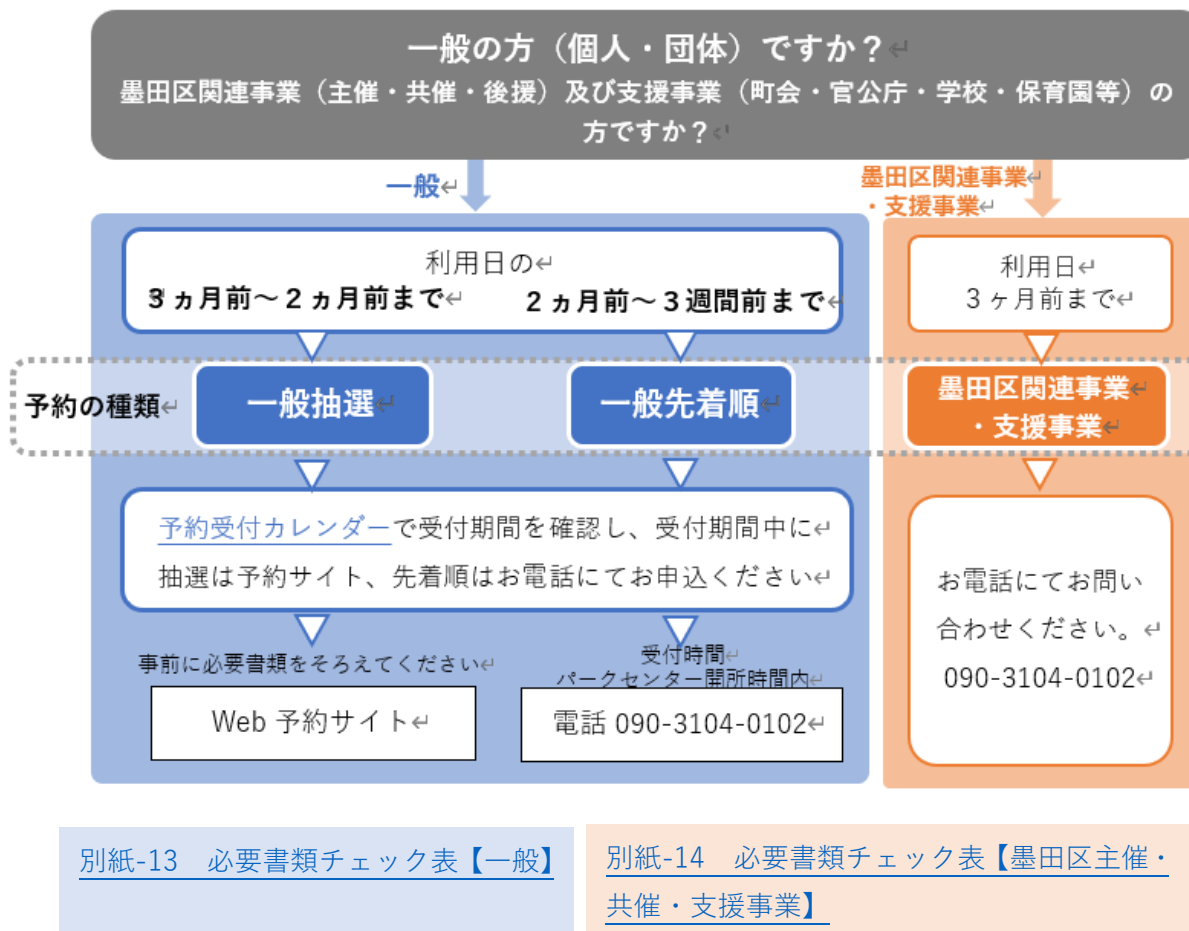 一般の方（個人・団体）ですか？
墨田区関連事業（主催・共催・後援）及び支援事業（町会・官公庁・学校・保育園等）の
方ですか？
一般
墨田区関連事業
・支援事業
利用日の
３ヵ月前～２ヵ月前まで
２ヵ月前～３週間前まで
利用日
３ヶ月前まで
予約の種類
一般抽選
一般先着順
墨田区関連事業
・支援事業
予約受付カレンダーで受付期間を確認し、受付期間中に
抽選は予約サイト、先着順はお電話にてお申込ください
お電話にてお問い
合わせください。
090-3104-0102
事前に必要書類をそろえてください
Web 予約サイト
受付時間
パークセンター開所時間内
電話 090-3104-0102
別紙-13　必要書類チェック表【一般】
別紙-14　必要書類チェック表【墨田区主催・
共催・支援事業】